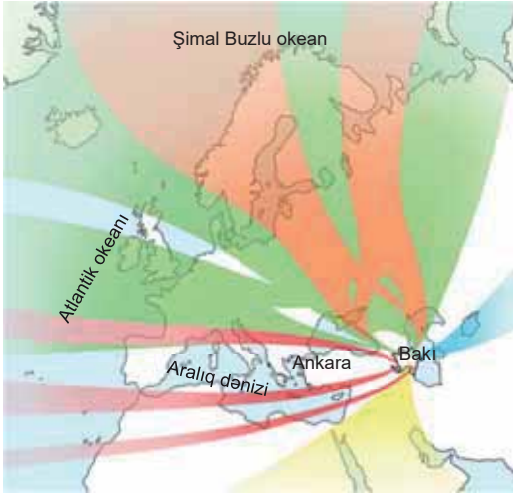 Şimal Buzlu okean
Atlantik okeanı
Bakı
Ankara
Aralıq dənizi